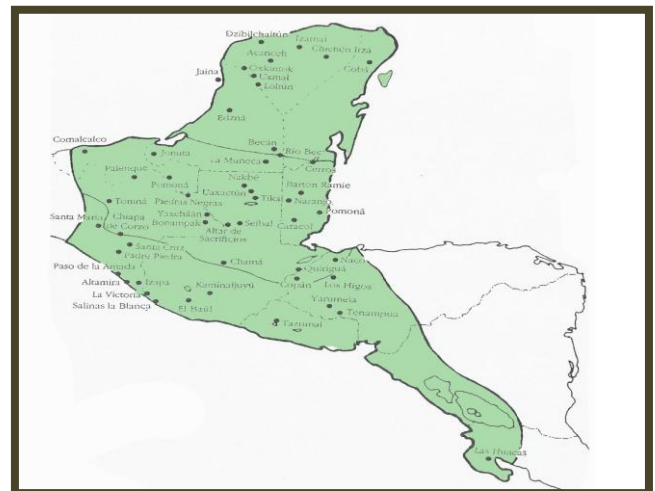 Dzibilchaltún
Izamal
Acanceh
Chichén Itzá
Oxkintok
Cobá
Jaina
Uxmal
Loltún
Edzná
Becán
Río Bec
Comalcalco
Jonuta
La Muñeca
Cerros
Palenque
Pomoná
Nakbé
Barton Ramie
Uaxactún
Tikal
Naranjo
Toniná
Piedras Negras
Yaxchilán
Pomoná
Santa Marta
Chiapa
de Corzo
Bonampak
Altar de
Sacrificios
Seibal
Caracol
Santa Cruz
Padre Piedra
Chamá
Naco
Paso de la Amada
Quiriguá
Altamira
Izapa
Kaminaljuyú
Copán
Los Higos
La Victoria
Yarumela
Salinas la Blanca
El Baúl
Tenampua
Tazumal
Las Huacas